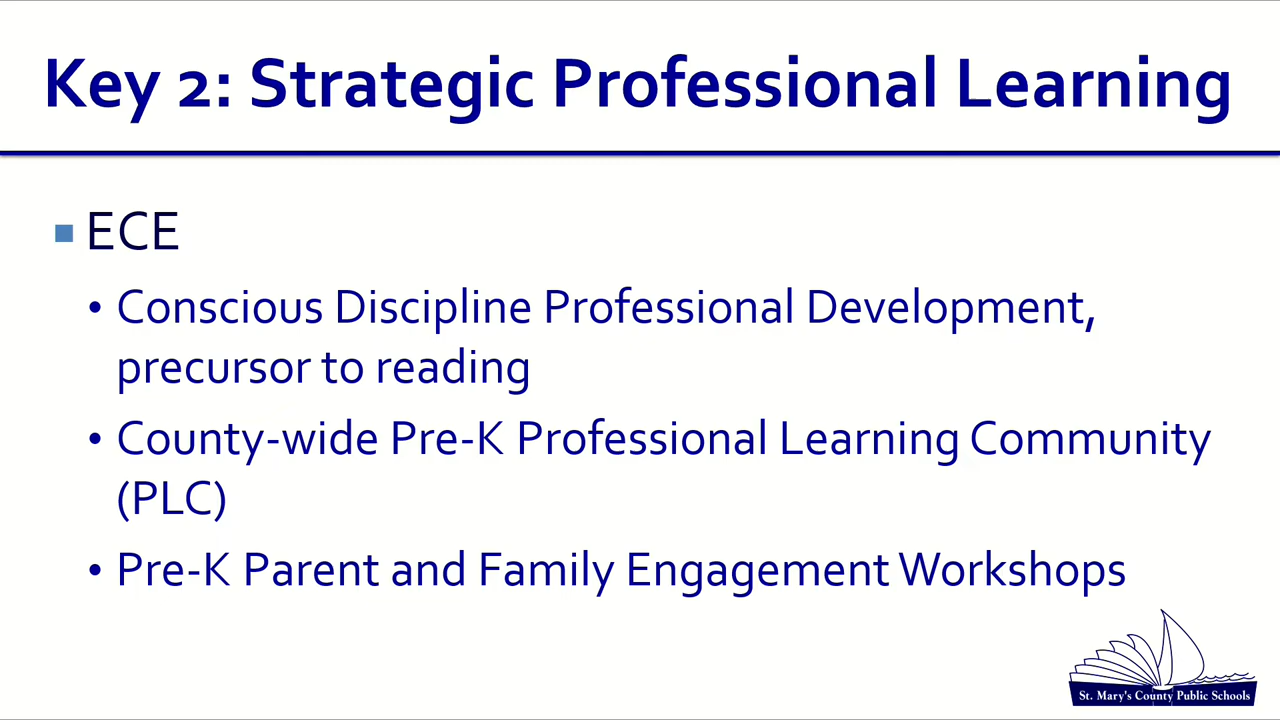 Key 2: Strategic Professional Learning
ECE
• Conscious Discipline Professional Development,
precursor to reading
• County-wide Pre-K Professional Learning Community
(PLC)
• Pre-K Parent and Family Engagement Workshops
St. Mary's County Public Schools